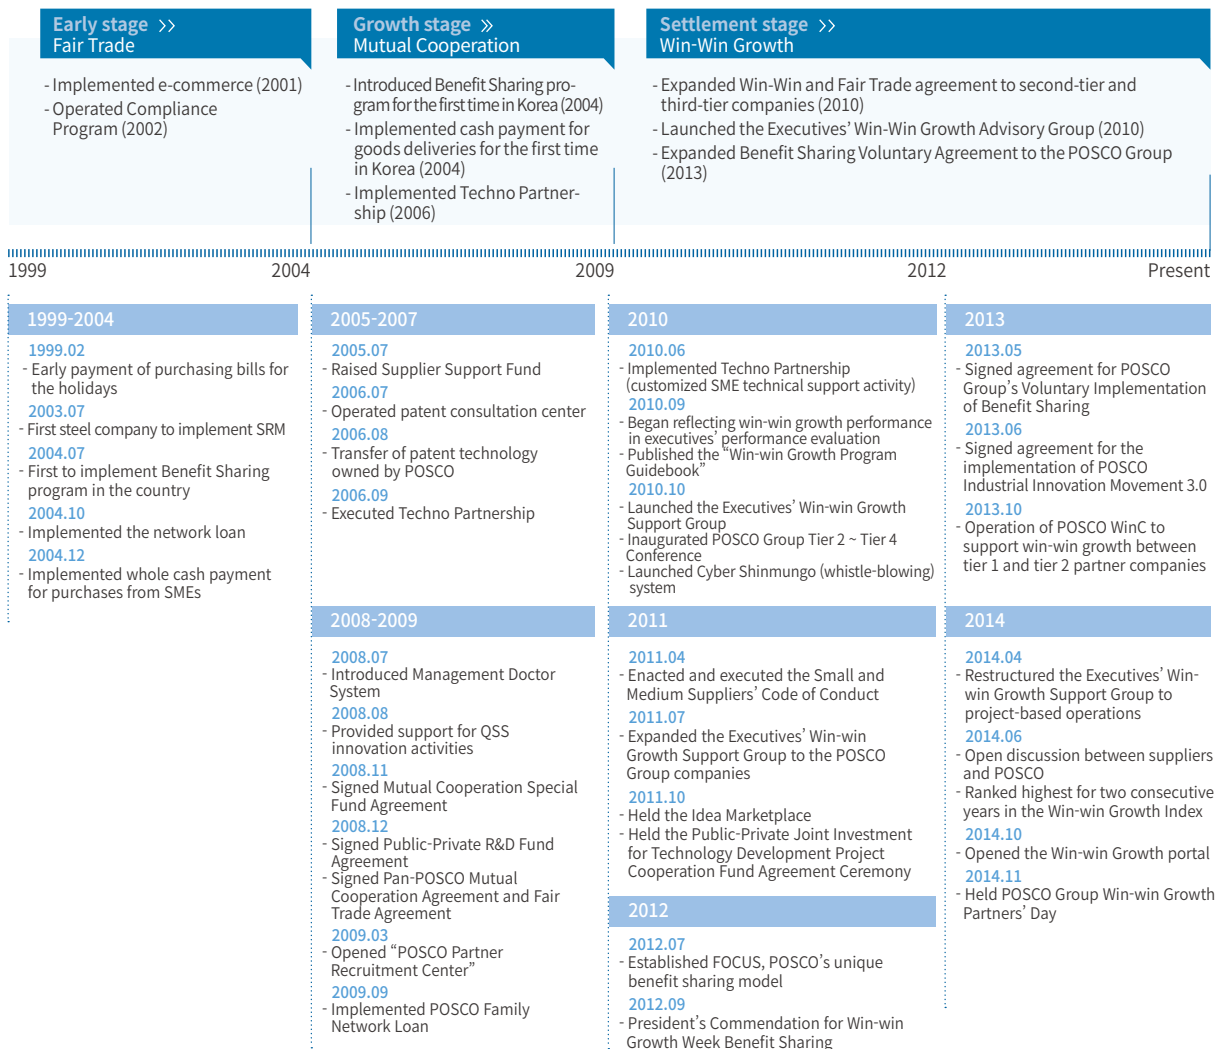 Early stage >>
Fair Trade
- Implemented e-commerce (2001)
- Operated Compliance
Program (2002)
Growth stage >>
Mutual Cooperation
- Introduced Benefit Sharing pro-
gram for the first time in Korea (2004)
- Implemented cash payment for
goods deliveries for the first time
in Korea (2004)
- Implemented Techno Partner-
ship (2006)
Settlement stage >>
Win-Win Growth
- Expanded Win-Win and Fair Trade agreement to second-tier and
third-tier companies (2010)
- Launched the Executives' Win-Win Growth Advisory Group (2010)
- Expanded Benefit Sharing Voluntary Agreement to the POSCO Group
(2013)
1999
2004
2009
2012
Present
1999-2004
1999.02
- Early payment of purchasing bills for
the holidays
2003.07
- First steel company to implement SRM
2004.07
- First to implement Benefit Sharing
program in the country
2004.10
- Implemented the network loan
2004.12
- Implemented whole cash payment
for purchases from SMEs
2005-2007
2005.07
- Raised Supplier Support Fund
2006.07
- Operated patent consultation center
2006.08
- Transfer of patent technology
owned by POSCO
2006.09
- Executed Techno Partnership
2008-2009
2008.07
- Introduced Management Doctor
System
2008.08
- Provided support for QSS
innovation activities
2008.11
- Signed Mutual Cooperation Special
Fund Agreement
2008.12
- Signed Public-Private R&D Fund
Agreement
- Signed Pan-POSCO Mutual
Cooperation Agreement and Fair
Trade Agreement
2009.03
- Opened “POSCO Partner
Recruitment Center”
2009.09
- Implemented POSCO Family
Network Loan
2010
2010.06
- Implemented Techno Partnership
(customized SME technical support activity)
2010.09
- Began reflecting win-win growth performance
in executives' performance evaluation
- Published the “Win-win Growth Program
Guidebook”
2010.10
- Launched the Executives' Win-win Growth
Support Group
- Inaugurated POSCO Group Tier 2 ~ Tier 4
Conference
- Launched Cyber Shinmungo (whistle-blowing)
system
2011
2011.04
- Enacted and executed the Small and
Medium Suppliers' Code of Conduct
2011.07
- Expanded the Executives' Win-win
Growth Support Group to the POSCO
Group companies
2011.10
- Held the Idea Marketplace
- Held the Public-Private Joint Investment
for Technology Development Project
Cooperation Fund Agreement Ceremony
2012
2012.07
- Established FOCUS, POSCO's unique
benefit sharing model
2012.09
- President's Commendation for Win-win
Growth Week Benefit Sharing
2013
2013.05
- Signed agreement for POSCO
Group's Voluntary Implementation
of Benefit Sharing
2013.06
- Signed agreement for the
implementation of POSCO
Industrial Innovation Movement 3.0
2013.10
- Operation of POSCO WinC to
support win-win growth between
tier 1 and tier 2 partner companies
2014
2014.04
- Restructured the Executives' Win-
win Growth Support Group to
project-based operations
2014.06
- Open discussion between suppliers
and POSCO
- Ranked highest for two consecutive
years in the Win-win Growth Index
2014.10
- Opened the Win-win Growth portal
2014.11
- Held POSCO Group Win-win Growth
Partners' Day